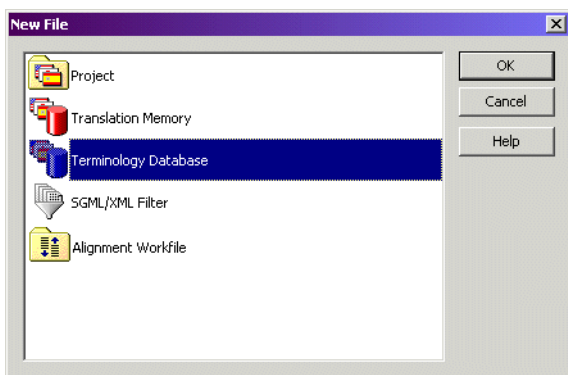 New File
Project
Translation Memory
Terminology Database
SGML/XML Filter
Alignment Workfile
OK
Cancel
Help